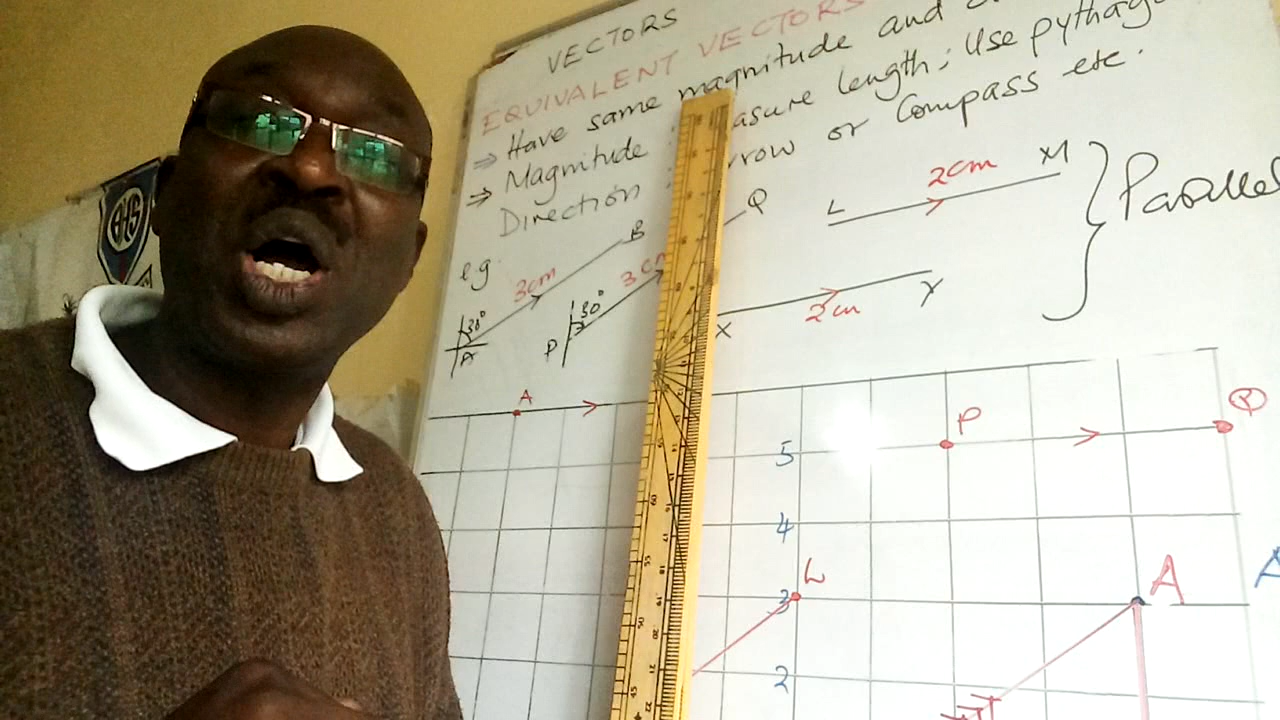 VECTORS
EQUIVALENT VECTORS
⇒ Have same magnitude and
⇒ Magnitude : measure length; Use pythag
Direction : Arrow or Compass etc.
e.g.
30° 3cm B
A
30° 3cm Q
P
L 2cm M
X 2cm Y
} Parallel
A
P Q
5
4
L
3 A A
2
BHS